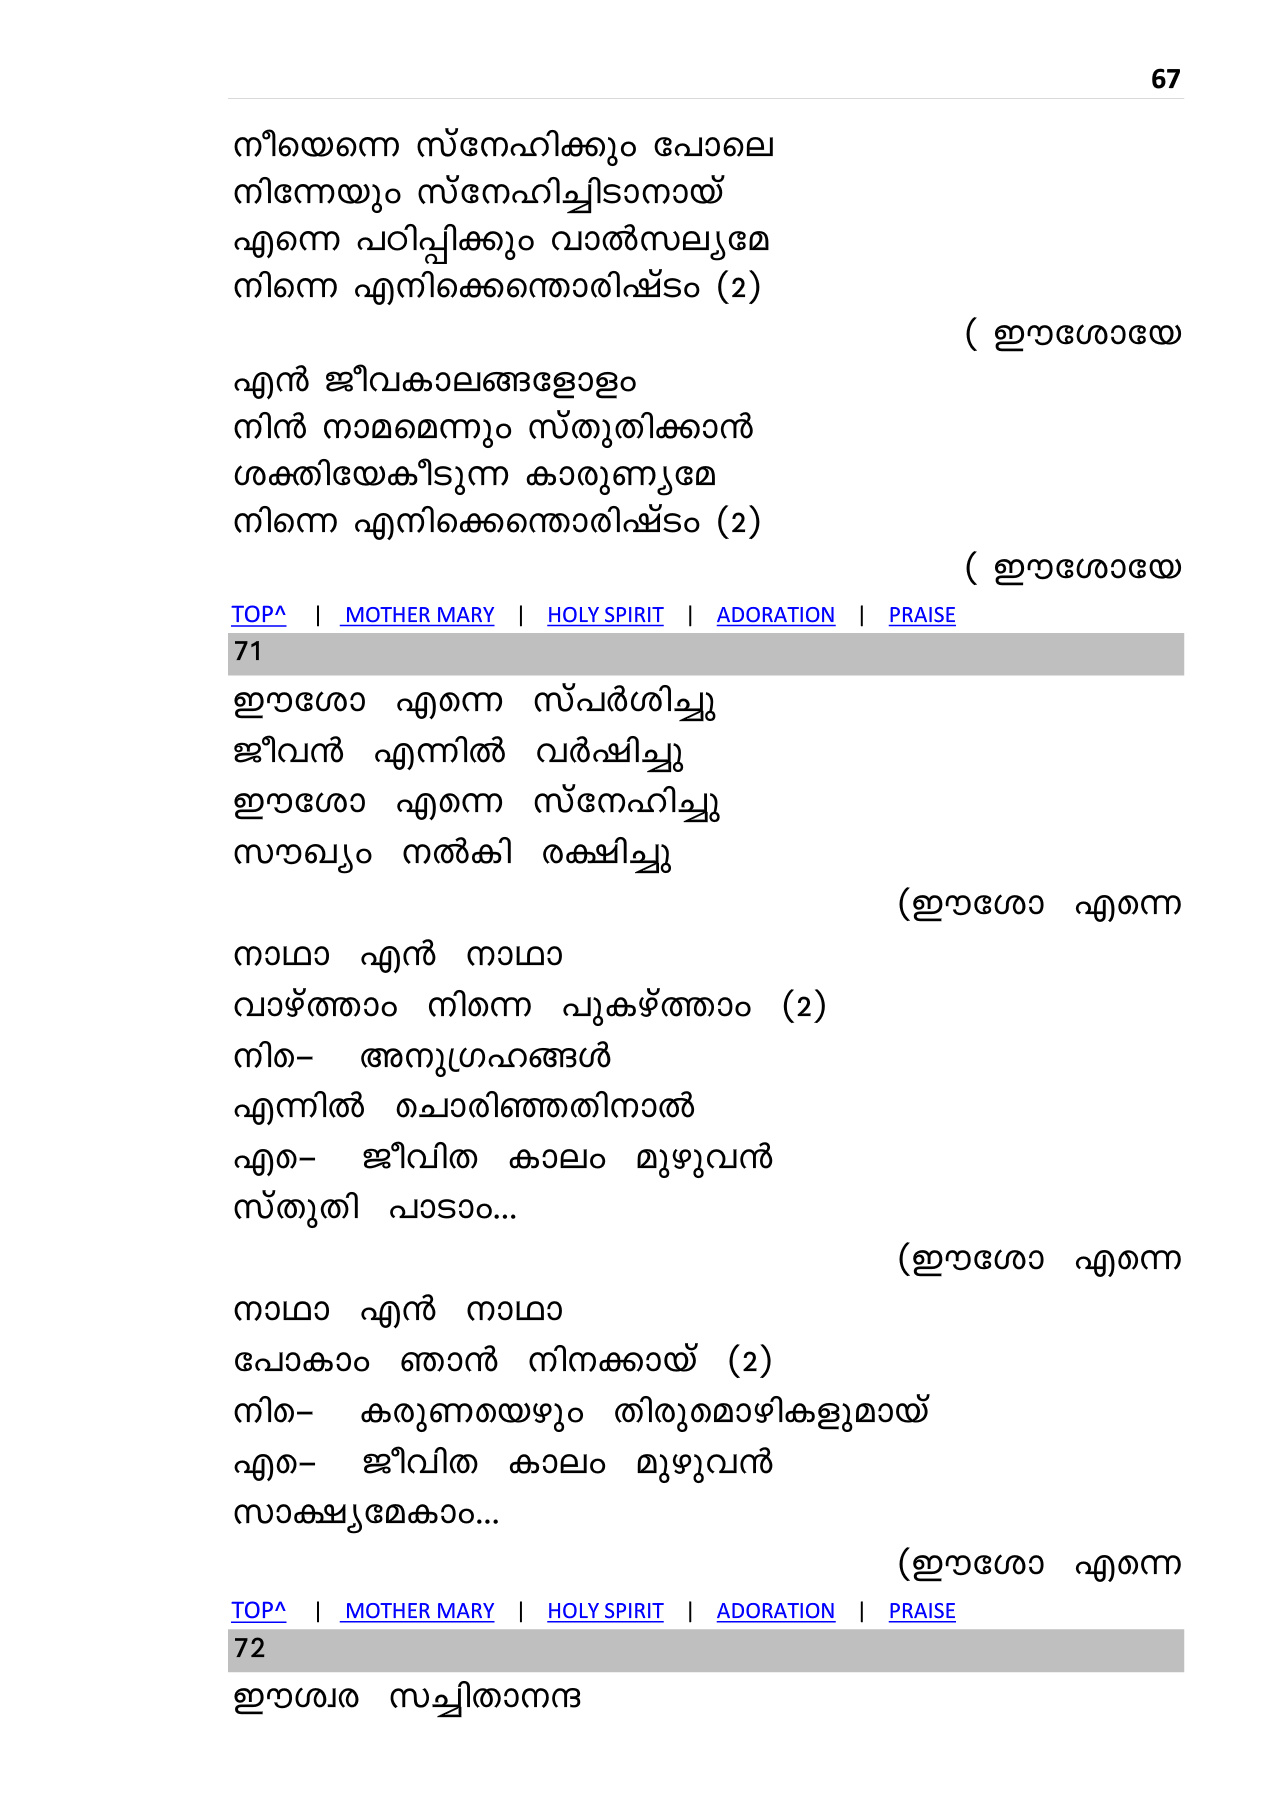 67
നീയെന്നെ സ്നേഹിക്കും പോലെ
നിന്നേയും സ്നേഹിച്ചിടാനായ്
എന്നെ പഠിപ്പിക്കും വാൽസല്യമേ
നിന്നെ എനിക്കെന്തൊരിഷ്ടം (2)
( ഈശോയേ
എൻ ജീവകാലങ്ങളോളം
നിൻ നാമമെന്നും സ്തുതിക്കാൻ
ശക്തിയേകീടുന്ന കാരുണ്യമേ
നിന്നെ എനിക്കെന്തൊരിഷ്ടം (2)
( ഈശോയേ
TOP^ | MOTHER MARY | HOLY SPIRIT | ADORATION | PRAISE
71
ഈശോ എന്നെ സ്പർശിച്ചു
ജീവൻ എന്നിൽ വർഷിച്ചു
ഈശോ എന്നെ സ്നേഹിച്ചു
സൗഖ്യം നൽകി രക്ഷിച്ചു
(ഈശോ എന്നെ
നാഥാ എൻ നാഥാ
വാഴ്ത്താം നിന്നെ പുകഴ്ത്താം (2)
നിെ– അനുഗ്രഹങ്ങൾ
എന്നിൽ ചൊരിഞ്ഞതിനാൽ
എെ– ജീവിത കാലം മുഴുവൻ
സ്തുതി പാടാം...
(ഈശോ എന്നെ
നാഥാ എൻ നാഥാ
പോകാം ഞാൻ നിനക്കായ് (2)
നിെ– കരുണയെഴും തിരുമൊഴികളുമായ്
എെ– ജീവിത കാലം മുഴുവൻ
സാക്ഷ്യമേകാം...
(ഈശോ എന്നെ
TOP^ | MOTHER MARY | HOLY SPIRIT | ADORATION | PRAISE
72
ഈശ്വര സച്ചിതാനന്ദ